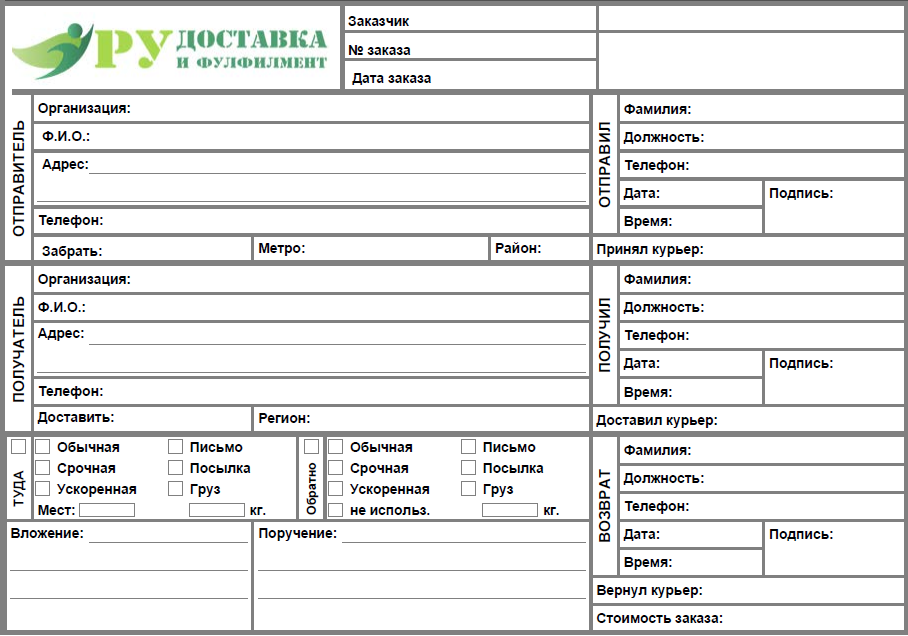 РУ ДОСТАВКА
И ФУЛФИЛМЕНТ
Заказчик
№ заказа
Дата заказа
ОТПРАВИТЕЛЬ
Организация:
Ф.И.О.:
Адрес:
Телефон:
Забрать: Метро: Район:
ОТПРАВИЛ
Фамилия:
Должность:
Телефон:
Дата: Подпись:
Время:
Принял курьер:
ПОЛУЧАТЕЛЬ
Организация:
Ф.И.О.:
Адрес:
Телефон:
Доставить: Регион:
ПОЛУЧИЛ
Фамилия:
Должность:
Телефон:
Дата: Подпись:
Время:
Доставил курьер:
ТУДА
Обычная Письмо
Срочная Посылка
Ускоренная Груз
Мест: кг.
Обратно
Обычная Письмо
Срочная Посылка
Ускоренная Груз
не использ. кг.
Вложение: Поручение:
ВОЗВРАТ
Фамилия:
Должность:
Телефон:
Дата: Подпись:
Время:
Вернул курьер:
Стоимость заказа: